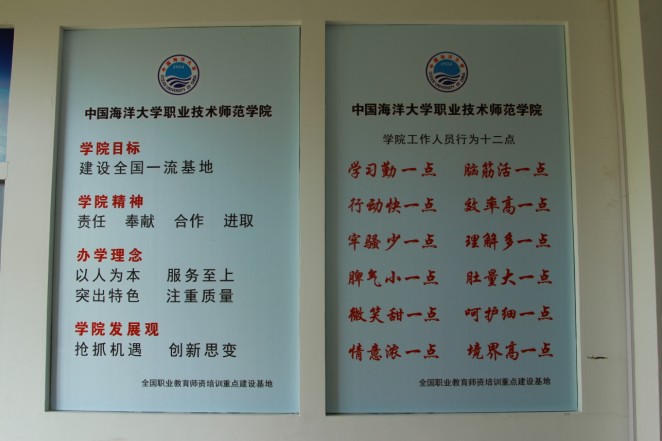 中国海洋大学职业技术师范学院
学院目标
建设全国一流基地
学院精神
责任 奉献 合作 进取
办学理念
以人为本 服务至上
突出特色 注重质量
学院发展观
抢抓机遇 创新思变
全国职业教育师资培训重点建设基地
中国海洋大学职业技术师范学院
学院工作人员行为十二点
学习勤一点 脑筋活一点
行动快一点 效率高一点
牢骚少一点 理解多一点
脾气小一点 肚量大一点
微笑甜一点 呵护细一点
情意浓一点 境界高一点
全国职业教育师资培训重点建设基地